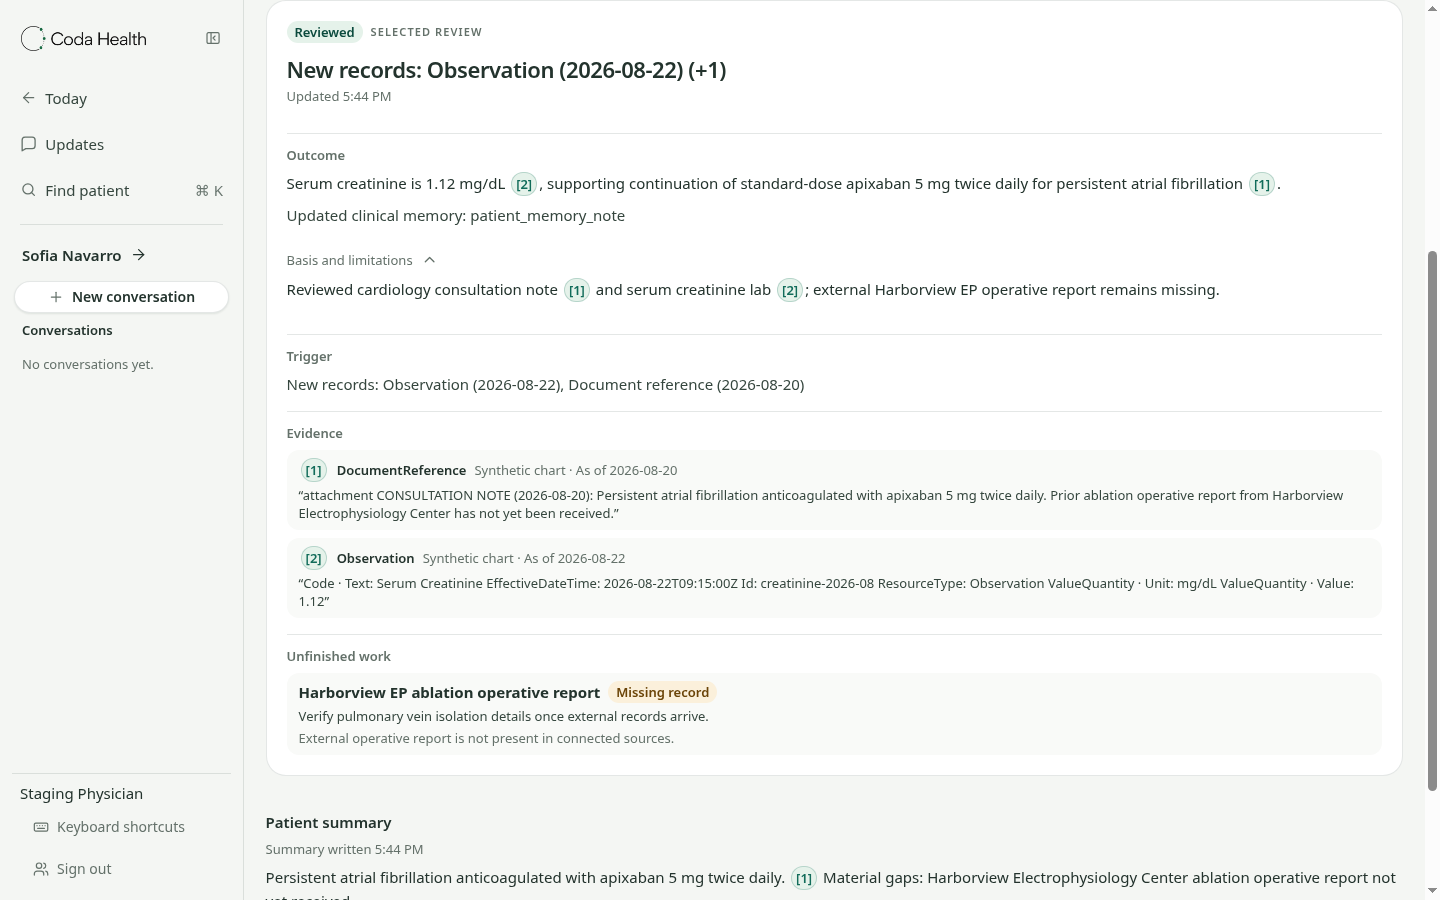 Coda Health
Today
Updates
Find patient ⌘ K
Sofia Navarro
New conversation
Conversations
No conversations yet.
Staging Physician
Keyboard shortcuts
Sign out
Reviewed SELECTED REVIEW
New records: Observation (2026-08-22) (+1)
Updated 5:44 PM
Outcome
Serum creatinine is 1.12 mg/dL [2], supporting continuation of standard-dose apixaban 5 mg twice daily for persistent atrial fibrillation [1].
Updated clinical memory: patient_memory_note
Basis and limitations
Reviewed cardiology consultation note [1] and serum creatinine lab [2]; external Harborview EP operative report remains missing.
Trigger
New records: Observation (2026-08-22), Document reference (2026-08-20)
Evidence
[1] DocumentReference Synthetic chart · As of 2026-08-20
“attachment CONSULTATION NOTE (2026-08-20): Persistent atrial fibrillation anticoagulated with apixaban 5 mg twice daily. Prior ablation operative report from Harborview
Electrophysiology Center has not yet been received.”
[2] Observation Synthetic chart · As of 2026-08-22
“Code · Text: Serum Creatinine EffectiveDateTime: 2026-08-22T09:15:00Z Id: creatinine-2026-08 ResourceType: Observation ValueQuantity · Unit: mg/dL ValueQuantity · Value:
1.12”
Unfinished work
Harborview EP ablation operative report Missing record
Verify pulmonary vein isolation details once external records arrive.
External operative report is not present in connected sources.
Patient summary
Summary written 5:44 PM
Persistent atrial fibrillation anticoagulated with apixaban 5 mg twice daily. [1] Material gaps: Harborview Electrophysiology Center ablation operative report not
yet received